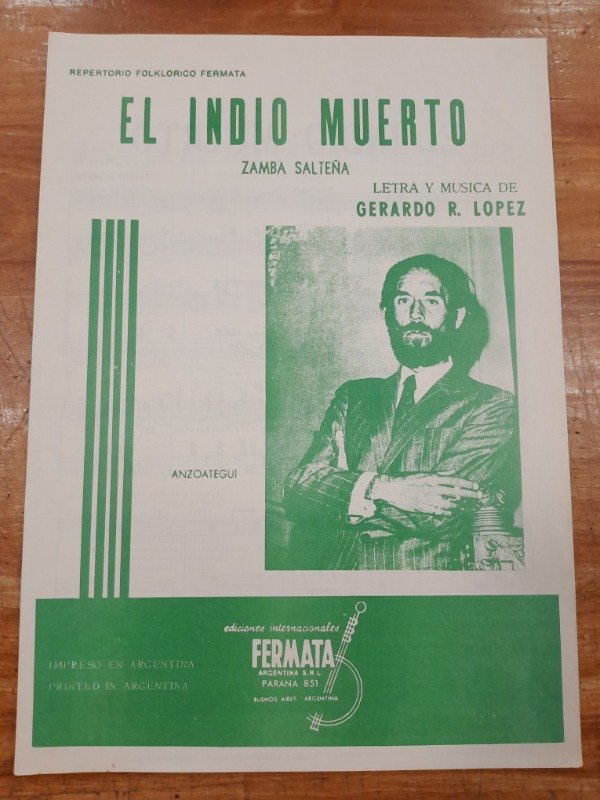 REPERTORIO FOLKLORICO FERMATA
EL INDIO MUERTO
ZAMBA SALTEÑA
LETRA Y MUSICA DE
GERARDO R. LOPEZ
ANZOATEGUI
IMPRESO EN ARGENTINA
PRINTED IN ARGENTINA
ediciones internacionales
FERMATA
ARGENTINA S.R.L.
PARANA 851
BUENOS AIRES ARGENTINA